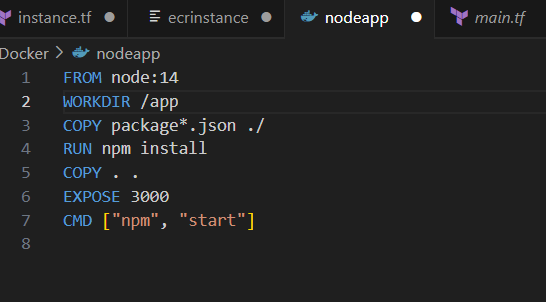 instance.tf ecrinstance nodeapp main.tf
Docker > nodeapp
1 FROM node:14
2 WORKDIR /app
3 COPY package*.json ./
4 RUN npm install
5 COPY . .
6 EXPOSE 3000
7 CMD ["npm", "start"]
8